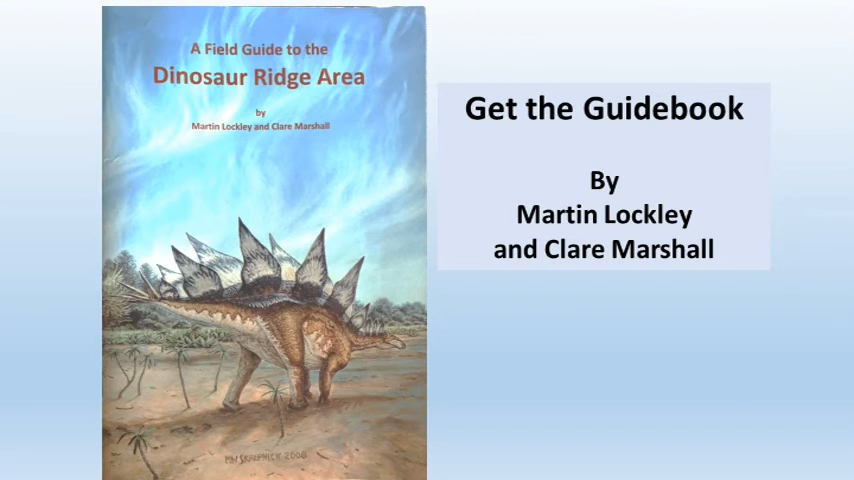 A Field Guide to the
Dinosaur Ridge Area
by
Martin Lockley and Clare Marshall
Get the Guidebook
By
Martin Lockley
and Clare Marshall